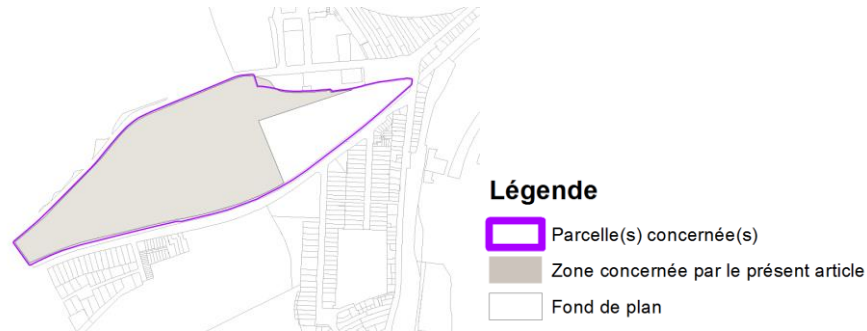 Légende
Parcelle(s) concernée(s)
Zone concernée par le présent article
Fond de plan